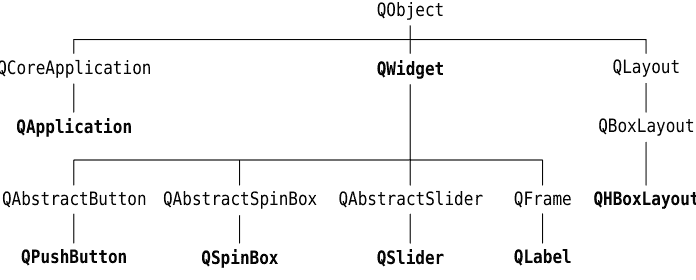 QObject
QCoreApplication QWidget QLayout
QApplication QBoxLayout
QAbstractButton QAbstractSpinBox QAbstractSlider QFrame QHBoxLayout
QPushButton QSpinBox QSlider QLabel